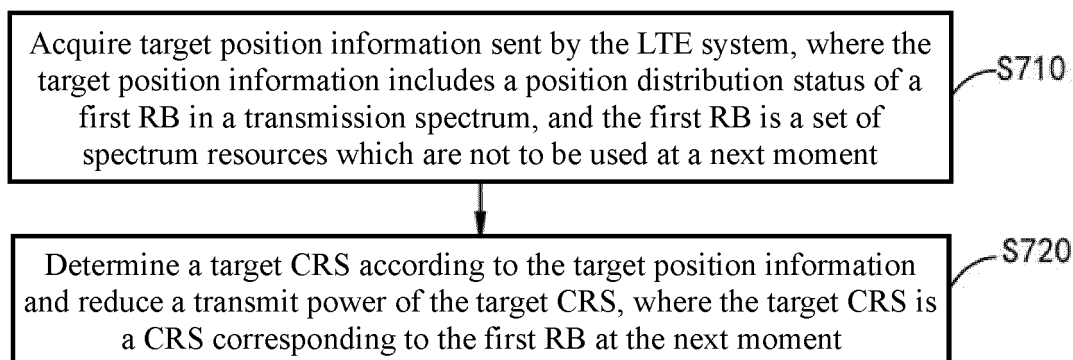 Acquire target position information sent by the LTE system, where the
target position information includes a position distribution status of a
first RB in a transmission spectrum, and the first RB is a set of
spectrum resources which are not to be used at a next moment
S710
Determine a target CRS according to the target position information
and reduce a transmit power of the target CRS, where the target CRS is
a CRS corresponding to the first RB at the next moment
S720